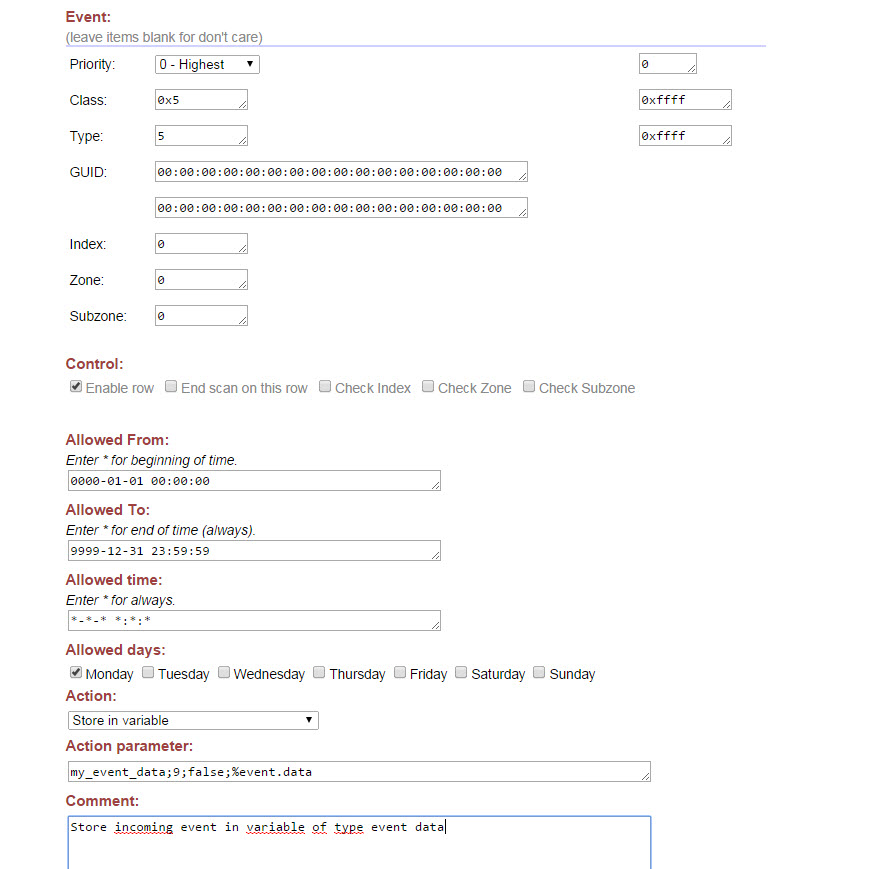 Event:
(leave items blank for don't care)
Priority: 0 - Highest 0
Class: 0x5 0xffff
Type: 5 0xffff
GUID: 00:00:00:00:00:00:00:00:00:00:00:00:00:00:00:00
00:00:00:00:00:00:00:00:00:00:00:00:00:00:00:00
Index: 0
Zone: 0
Subzone: 0
Control:
Enable row End scan on this row Check Index Check Zone Check Subzone
Allowed From:
Enter * for beginning of time.
0000-01-01 00:00:00
Allowed To:
Enter * for end of time (always).
9999-12-31 23:59:59
Allowed time:
Enter * for always.
*-*-* *:*:*
Allowed days:
Monday Tuesday Wednesday Thursday Friday Saturday Sunday
Action:
Store in variable
Action parameter:
my_event_data;9;false;%event.data
Comment:
Store incoming event in variable of type event data